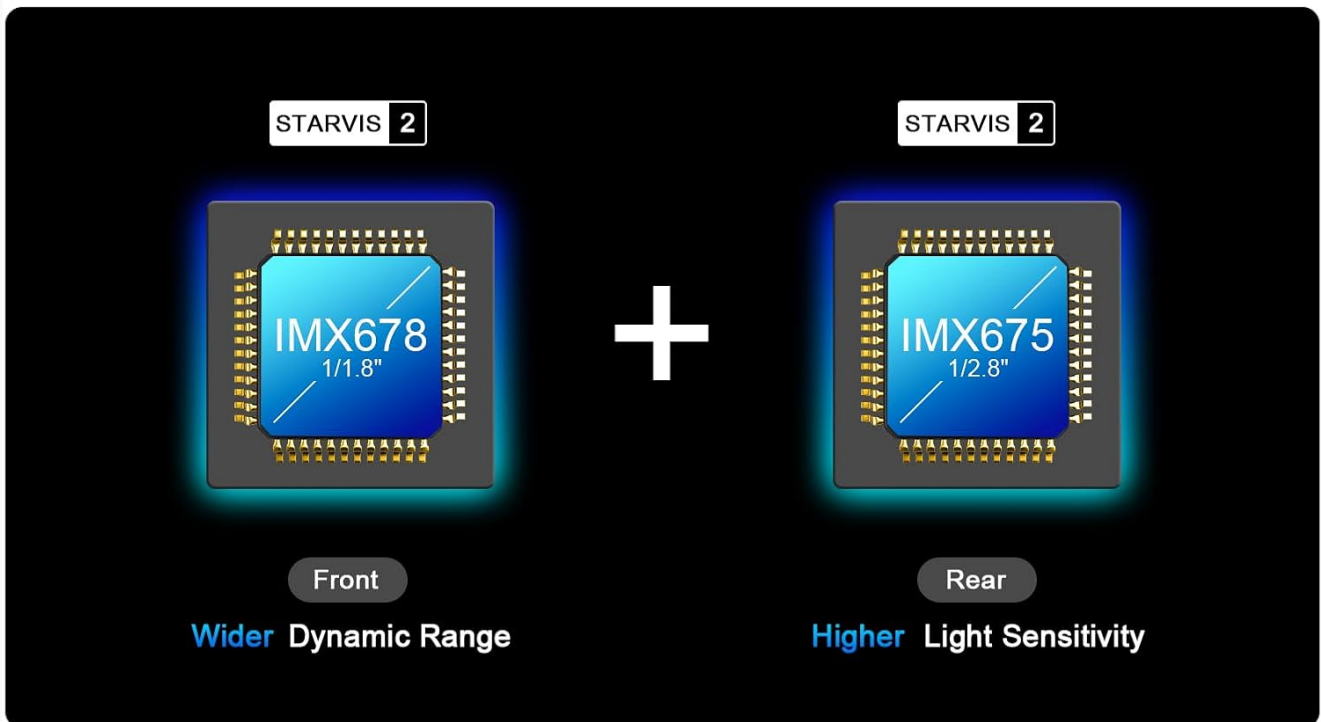 STARVIS 2
IMX678
1/1.8"
Front
Wider Dynamic Range
STARVIS 2
IMX675
1/2.8"
Rear
Higher Light Sensitivity